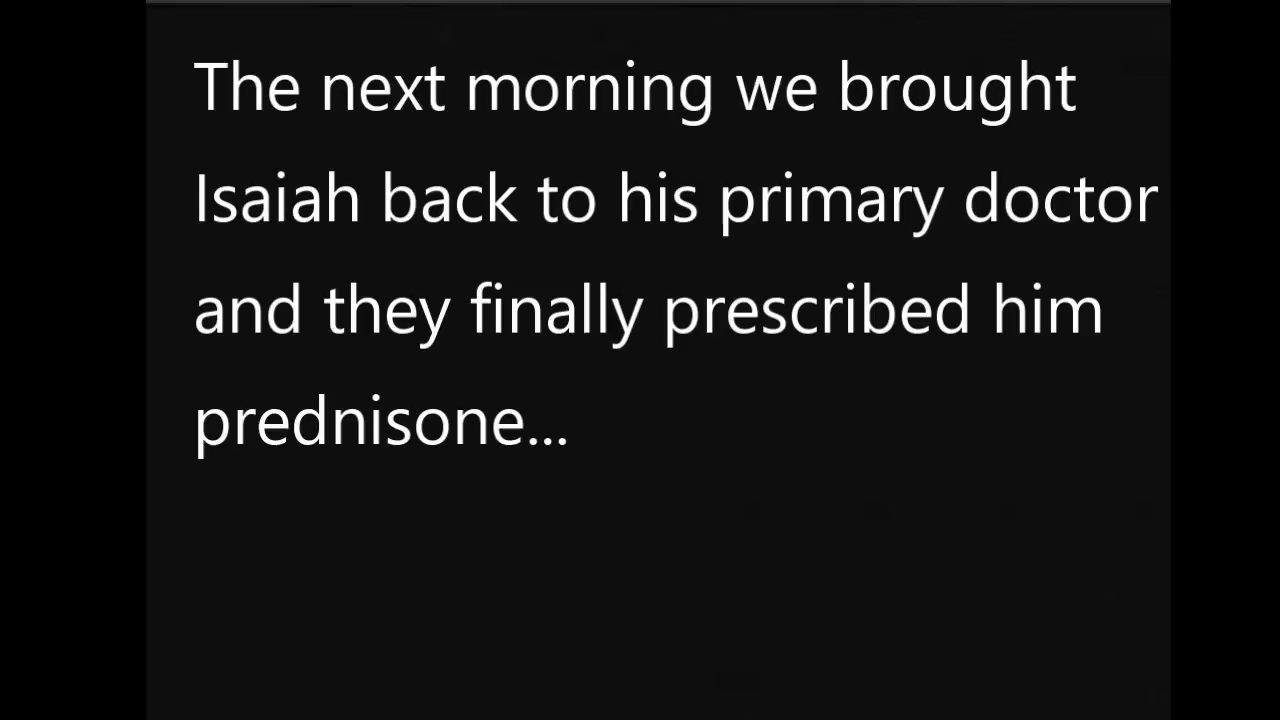 The next morning we brought
Isaiah back to his primary doctor
and they finally prescribed him
prednisone...